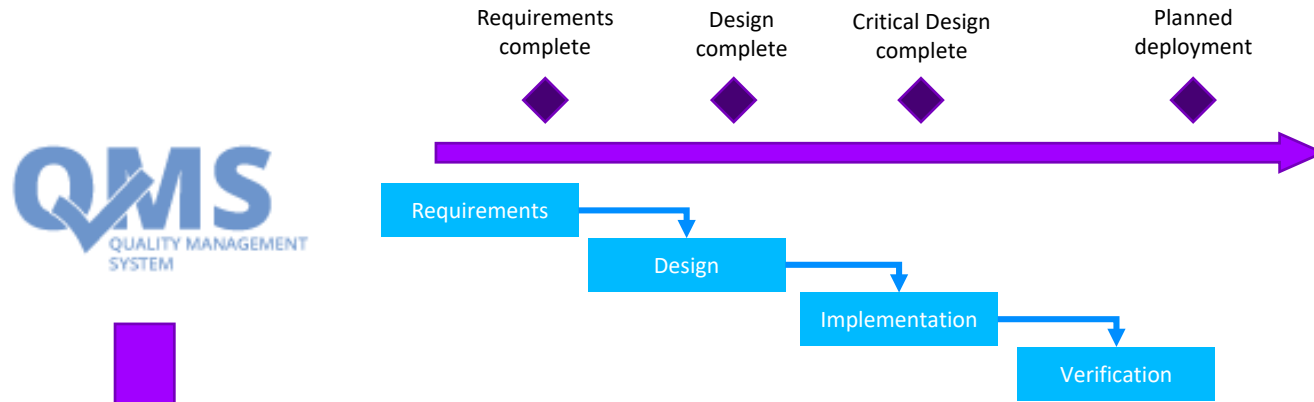 Requirements
complete
Design
complete
Critical Design
complete
Planned
deployment
QMS
QUALITY MANAGEMENT
SYSTEM
Requirements
Design
Implementation
Verification